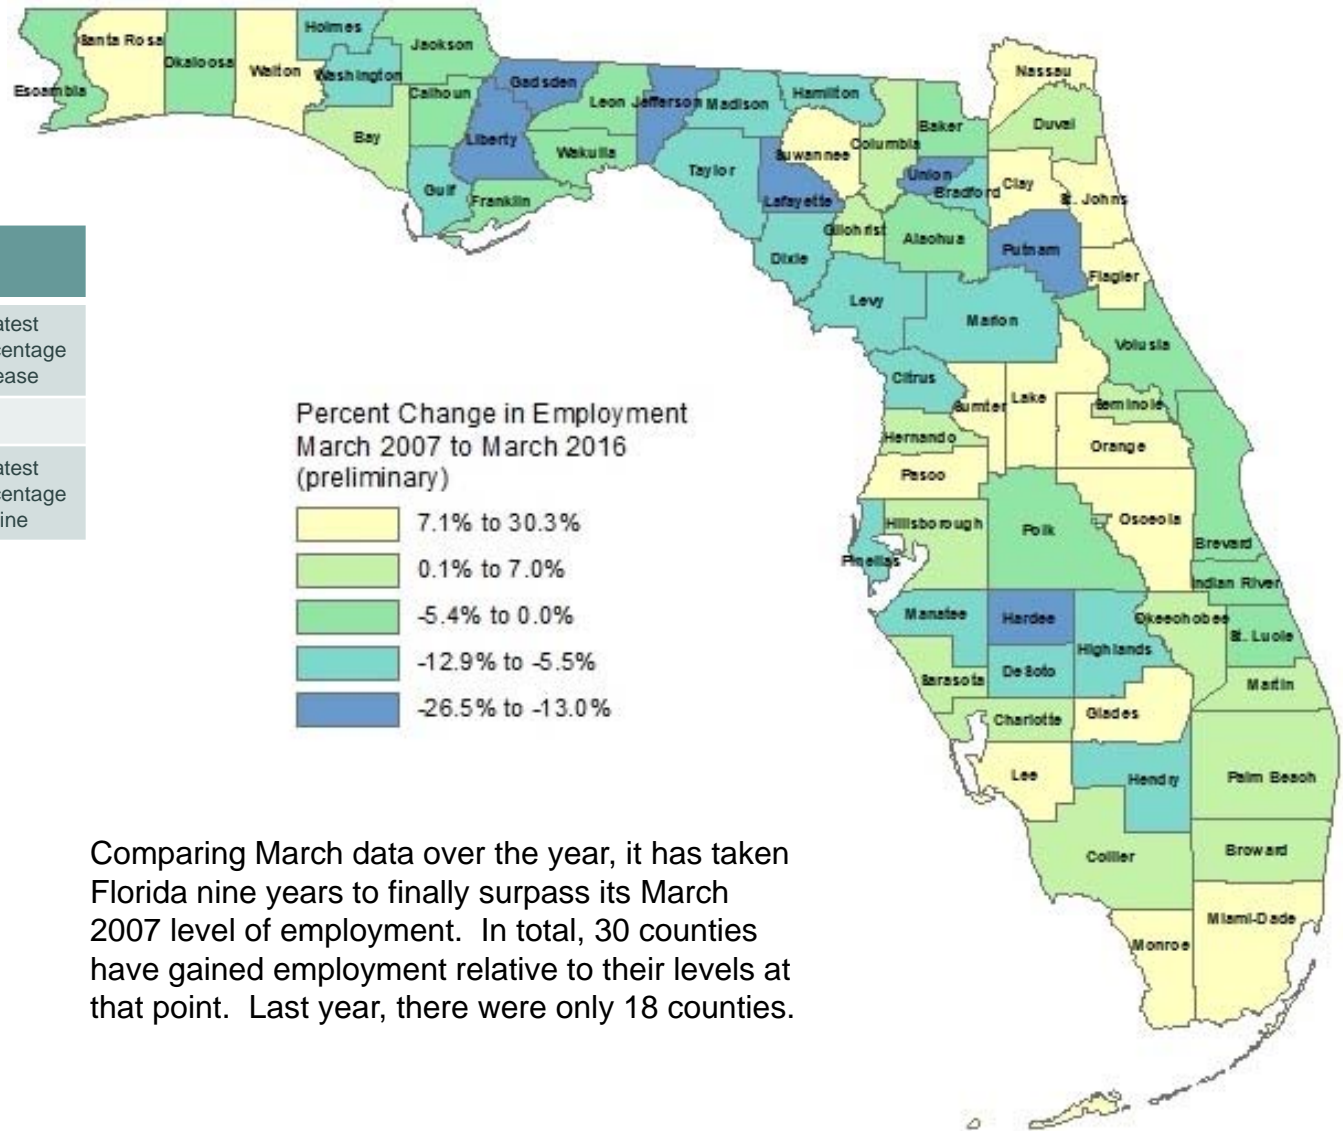 Holmes
Santa Rosa
Jackson
Okaloosa
Walton
Washington
Escambia
Calhoun
Gadsden
Leon
Jefferson
Madison
Hamilton
Nassau
Bay
Liberty
Wakulla
Taylor
Suwannee
Columbia
Baker
Duval
Gulf
Franklin
Lafayette
Union
Bradford
Clay
St. Johns
Dixie
Gilchrist
Alachua
Putnam
Flagler
Levy
Marion
Volusia
Citrus
Sumter
Lake
Seminole
Hernando
Orange
Pasco
Hillsborough
Polk
Osceola
Brevard
Pinellas
Indian River
Manatee
Hardee
Okeechobee
St. Lucie
Highlands
Sarasota
DeSoto
Martin
Charlotte
Glades
Lee
Hendry
Palm Beach
Collier
Broward
Miami-Dade
Monroe
atest
centage
ease
atest
centage
ine
Percent Change in Employment
March 2007 to March 2016
(preliminary)
7.1% to 30.3%
0.1% to 7.0%
-5.4% to 0.0%
-12.9% to -5.5%
-26.5% to -13.0%
Comparing March data over the year, it has taken
Florida nine years to finally surpass its March
2007 level of employment. In total, 30 counties
have gained employment relative to their levels at
that point. Last year, there were only 18 counties.